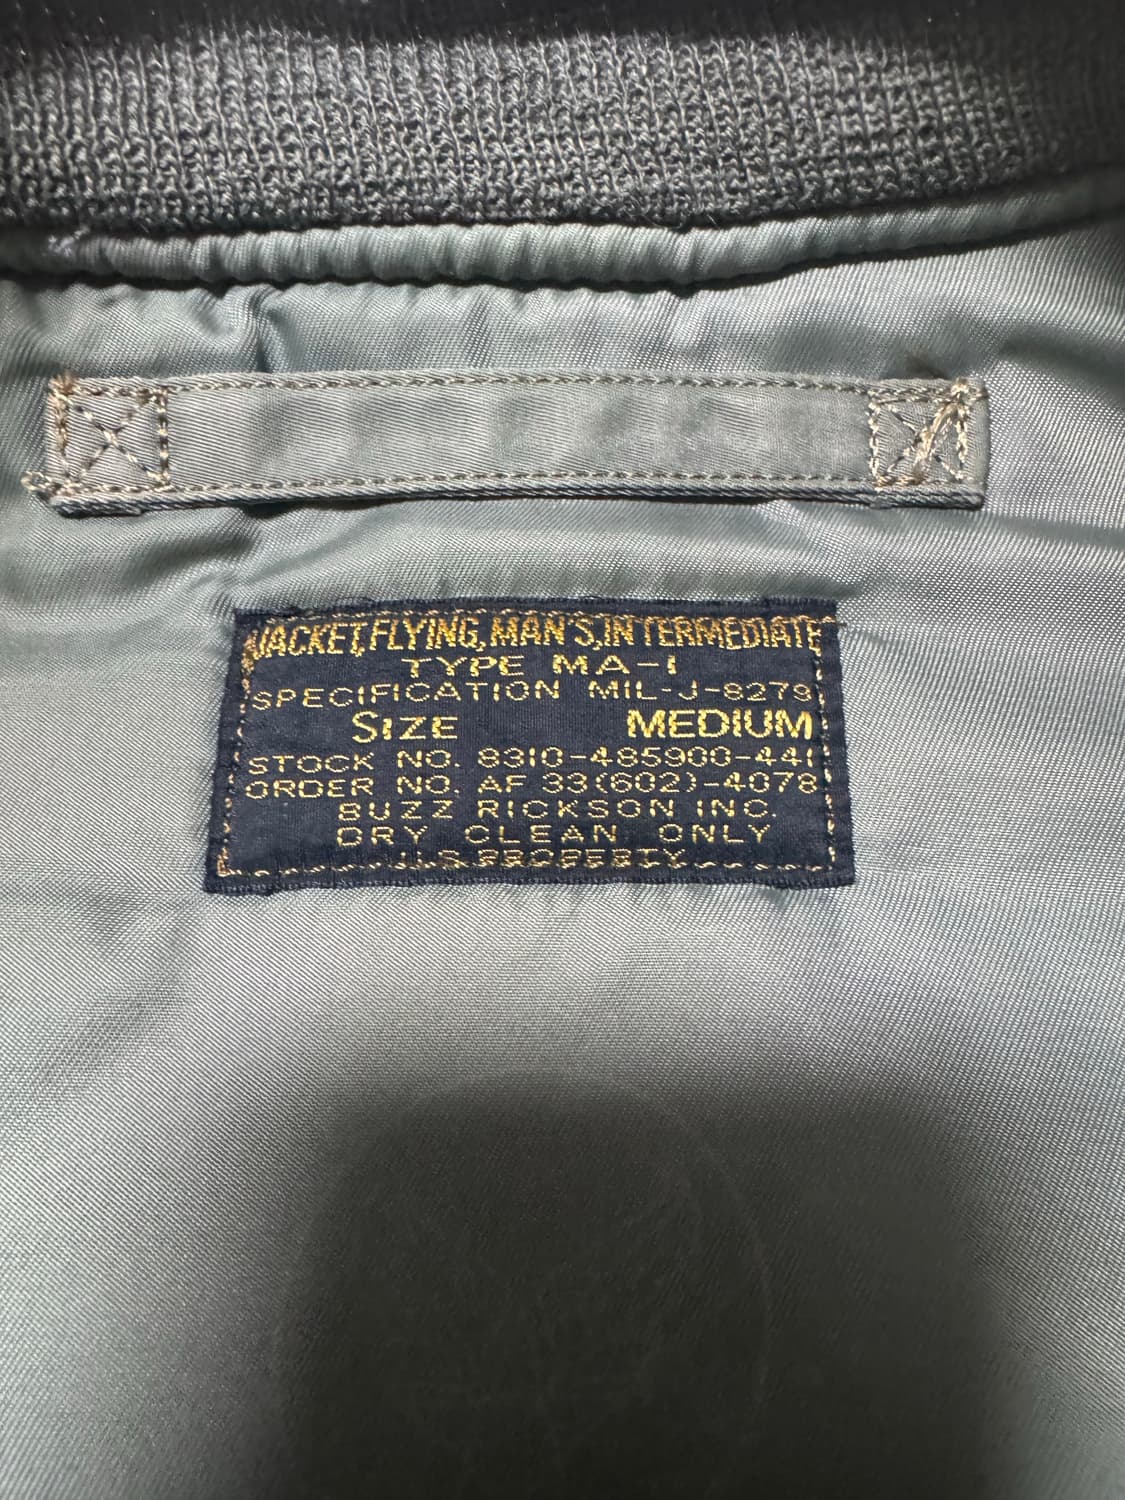 JACKET, FLYING, MAN'S, INTERMEDIATE
TYPE MA-1
SPECIFICATION MIL-J-8279
SIZE MEDIUM
STOCK NO. 8310-485900-441
ORDER NO. AF 33(602)-4078
BUZZ RICKSON INC.
DRY CLEAN ONLY
U.S. PROPERTY